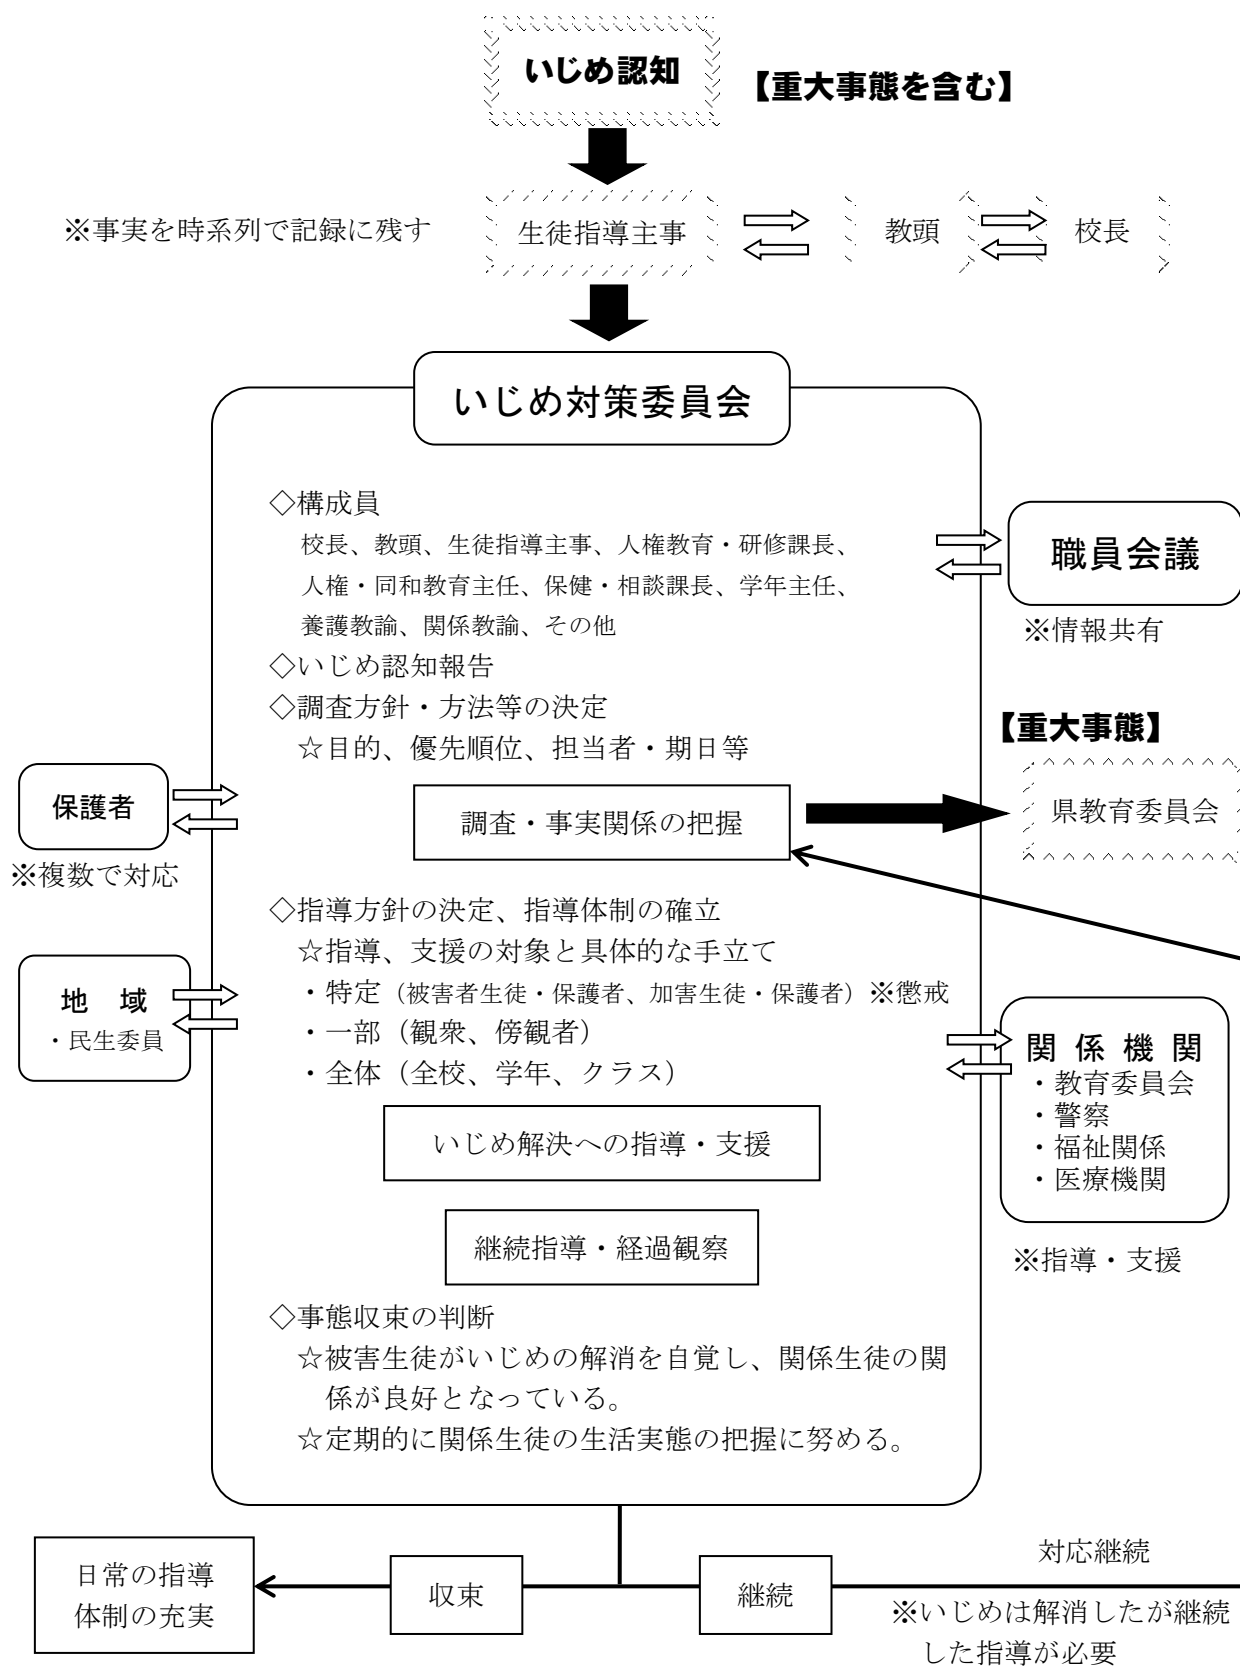 いじめ認知
【重大事態を含む】
※事実を時系列で記録に残す
生徒指導主事
教頭
校長
いじめ対策委員会
◇構成員
校長、教頭、生徒指導主事、人権教育・研修課長、
人権・同和教育主任、保健・相談課長、学年主任、
養護教諭、関係教諭、その他
職員会議
※情報共有
◇いじめ認知報告
◇調査方針・方法等の決定
☆目的、優先順位、担当者・期日等
【重大事態】
保護者
※複数で対応
調査・事実関係の把握
県教育委員会
◇指導方針の決定、指導体制の確立
☆指導、支援の対象と具体的な手立て
・特定（被害者生徒・保護者、加害生徒・保護者）※懲戒
・一部（観衆、傍観者）
・全体（全校、学年、クラス）
地　域
・民生委員
関 係 機 関
・教育委員会
・警察
・福祉関係
・医療機関
※指導・支援
いじめ解決への指導・支援
継続指導・経過観察
◇事態収束の判断
☆被害生徒がいじめの解消を自覚し、関係生徒の関
係が良好となっている。
☆定期的に関係生徒の生活実態の把握に努める。
日常の指導
体制の充実
収束
継続
対応継続
※いじめは解消したが継続
した指導が必要